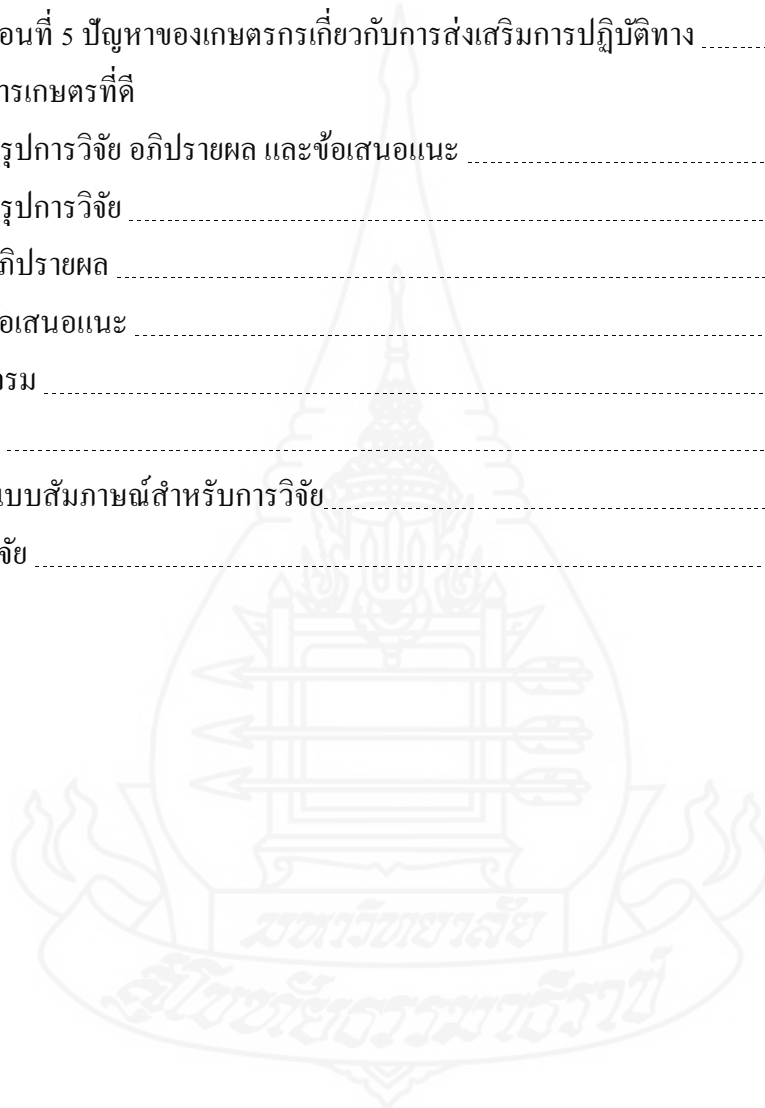 อนที่ 5 ปัญหาของเกษตรกรเกี่ยวกับการส่งเสริมการปฏิบัติทาง
ารเกษตรที่ดี
รุปการวิจัย อภิปรายผล และข้อเสนอแนะ
รุปการวิจัย
ภิปรายผล
้อเสนอแนะ
กรม
แบบสัมภาษณ์สำหรับการวิจัย
จัย
มหาวิทยาลัย
สุโขทัยธรรมาธิราช